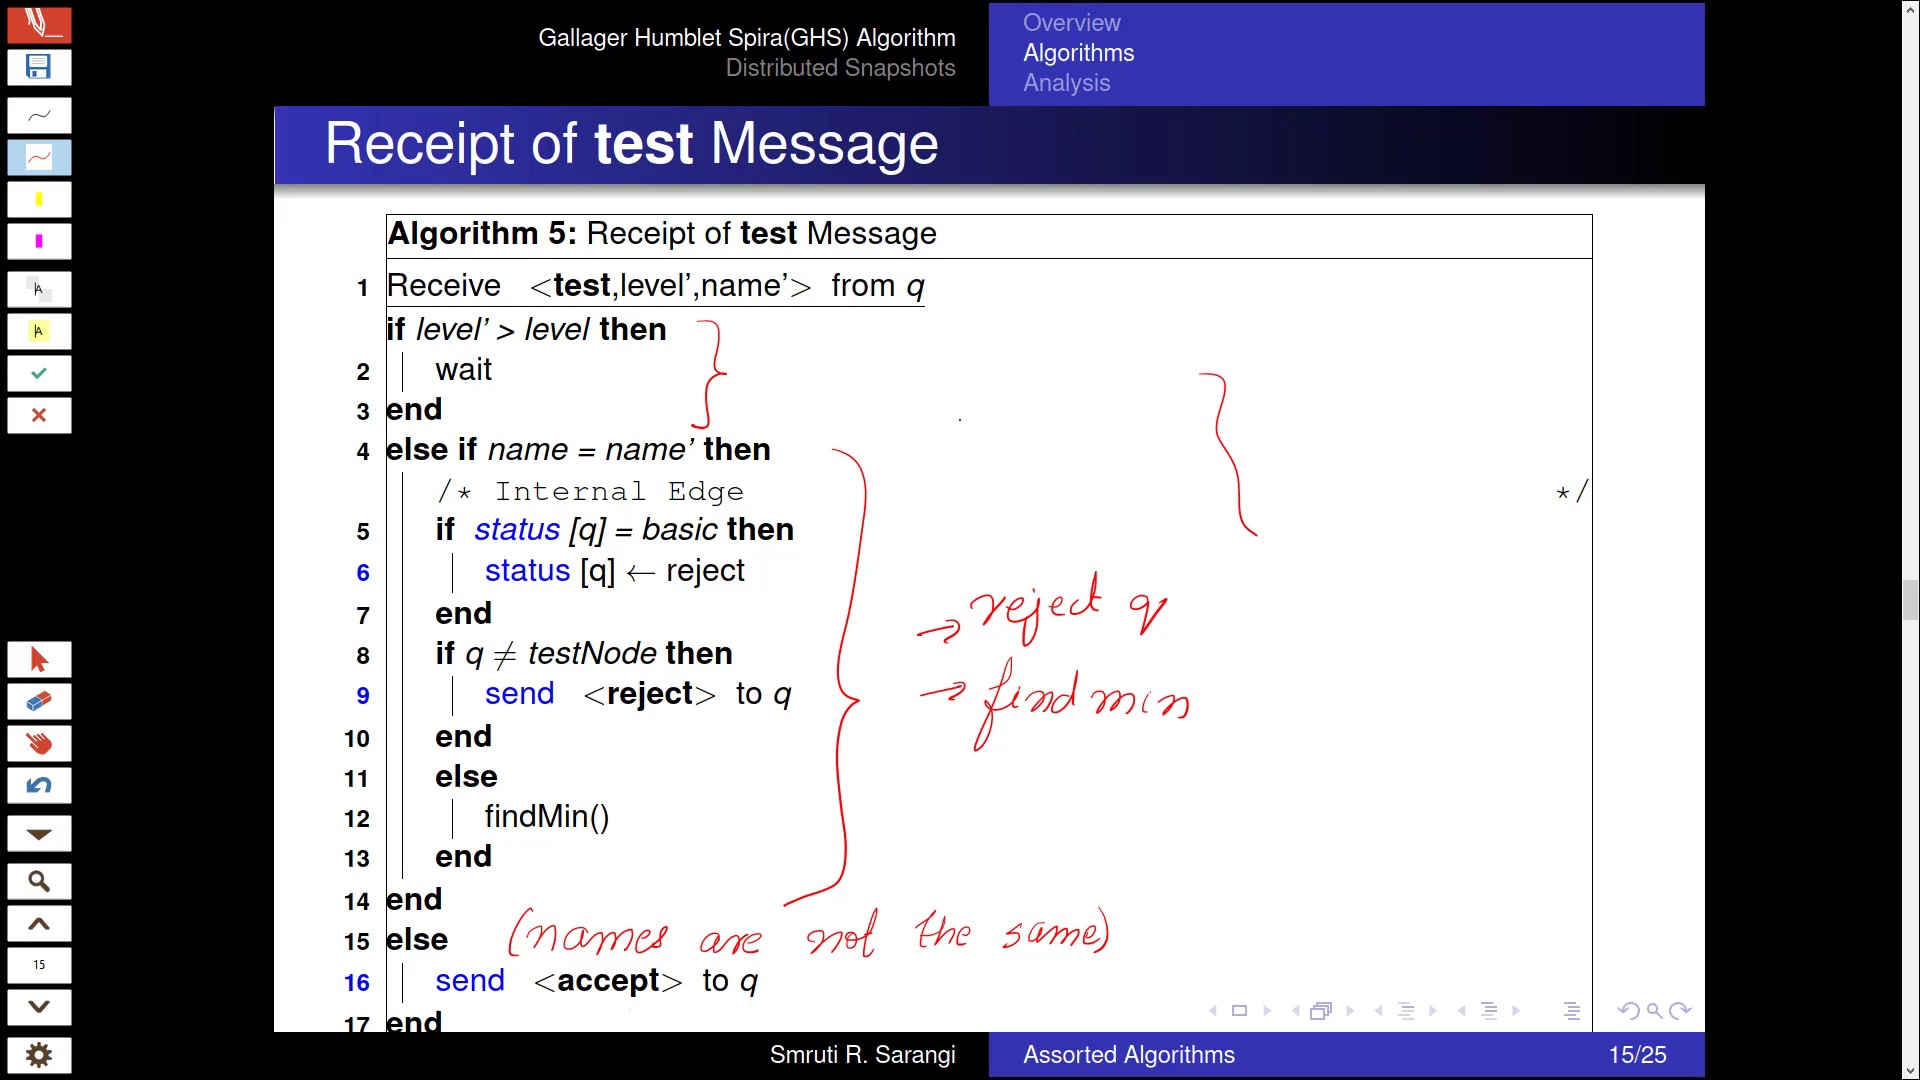 Gallager Humblet Spira(GHS) Algorithm
Distributed Snapshots
Overview
Algorithms
Analysis
Receipt of test Message
Algorithm 5: Receipt of test Message
1 Receive <test,level’,name’> from q
if level’ > level then
2 wait
3 end
4 else if name = name’ then
/* Internal Edge */
5 if status [q] = basic then
6 status [q] ← reject
7 end
8 if q ≠ testNode then
9 send <reject> to q
10 end
11 else
12 findMin()
13 end
14 end
15 else
16 send <accept> to q
17 end
→ reject q
→ find min
(names are not the same)
15
Smruti R. Sarangi
Assorted Algorithms
15/25